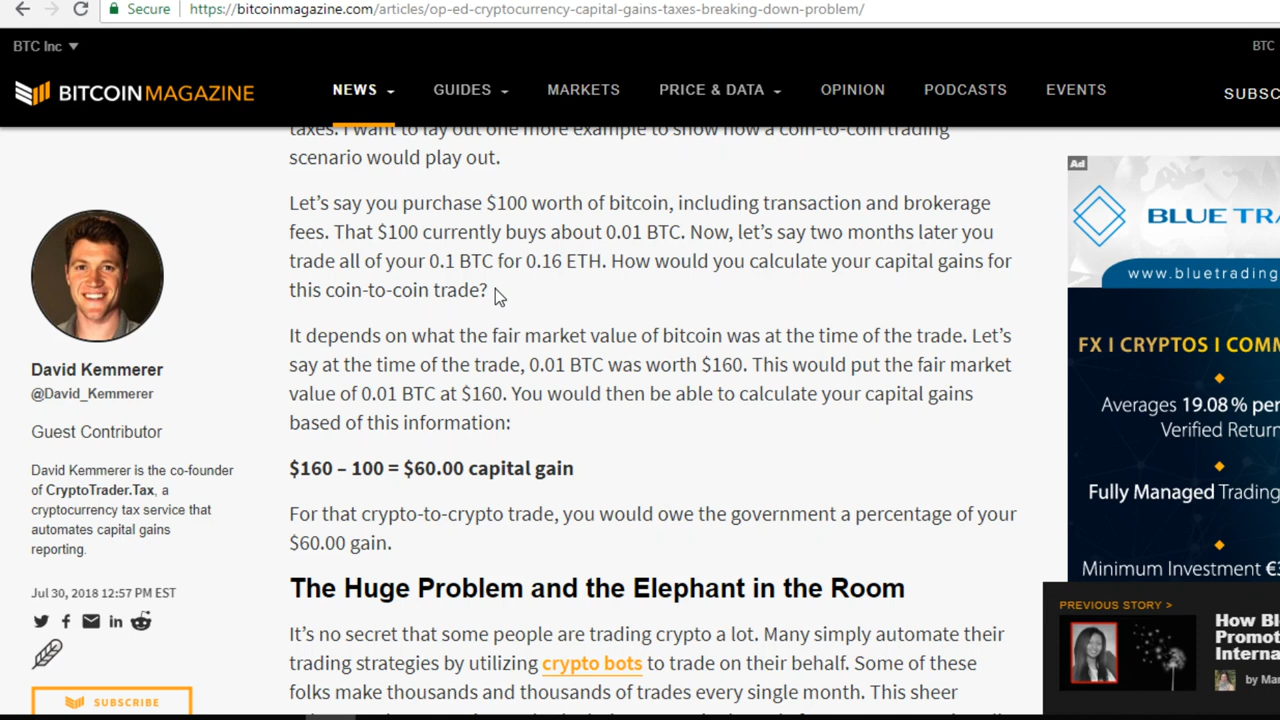 Secure
https://bitcoinmagazine.com/articles/op-ed-cryptocurrency-capital-gains-taxes-breaking-down-problem/
BTC Inc
BTC
BITCOINMAGAZINE
NEWS
GUIDES
MARKETS
PRICE & DATA
OPINION
PODCASTS
EVENTS
SUBSC
taxes. I want to lay out one more example to show how a coin-to-coin trading
scenario would play out.
Let's say you purchase $100 worth of bitcoin, including transaction and brokerage
fees. That $100 currently buys about 0.01 BTC. Now, let's say two months later you
trade all of your 0.1 BTC for 0.16 ETH. How would you calculate your capital gains for
this coin-to-coin trade?
It depends on what the fair market value of bitcoin was at the time of the trade. Let's
say at the time of the trade, 0.01 BTC was worth $160. This would put the fair market
value of 0.01 BTC at $160. You would then be able to calculate your capital gains
based of this information:
$160 – 100 = $60.00 capital gain
For that crypto-to-crypto trade, you would owe the government a percentage of your
$60.00 gain.
The Huge Problem and the Elephant in the Room
It's no secret that some people are trading crypto a lot. Many simply automate their
trading strategies by utilizing crypto bots to trade on their behalf. Some of these
folks make thousands and thousands of trades every single month. This sheer
David Kemmerer
@David_Kemmerer
Guest Contributor
David Kemmerer is the co-founder
of CryptoTrader.Tax, a
cryptocurrency tax service that
automates capital gains
reporting.
Jul 30, 2018 12:57 PM EST
SUBSCRIBE
Ad
BLUE TRA
www.bluetrading
FX I CRYPTOS I COMM
Averages 19.08% per
Verified Return
Fully Managed Trading
Minimum Investment €
PREVIOUS STORY >
How Bl
Promot
Interna
by Mar